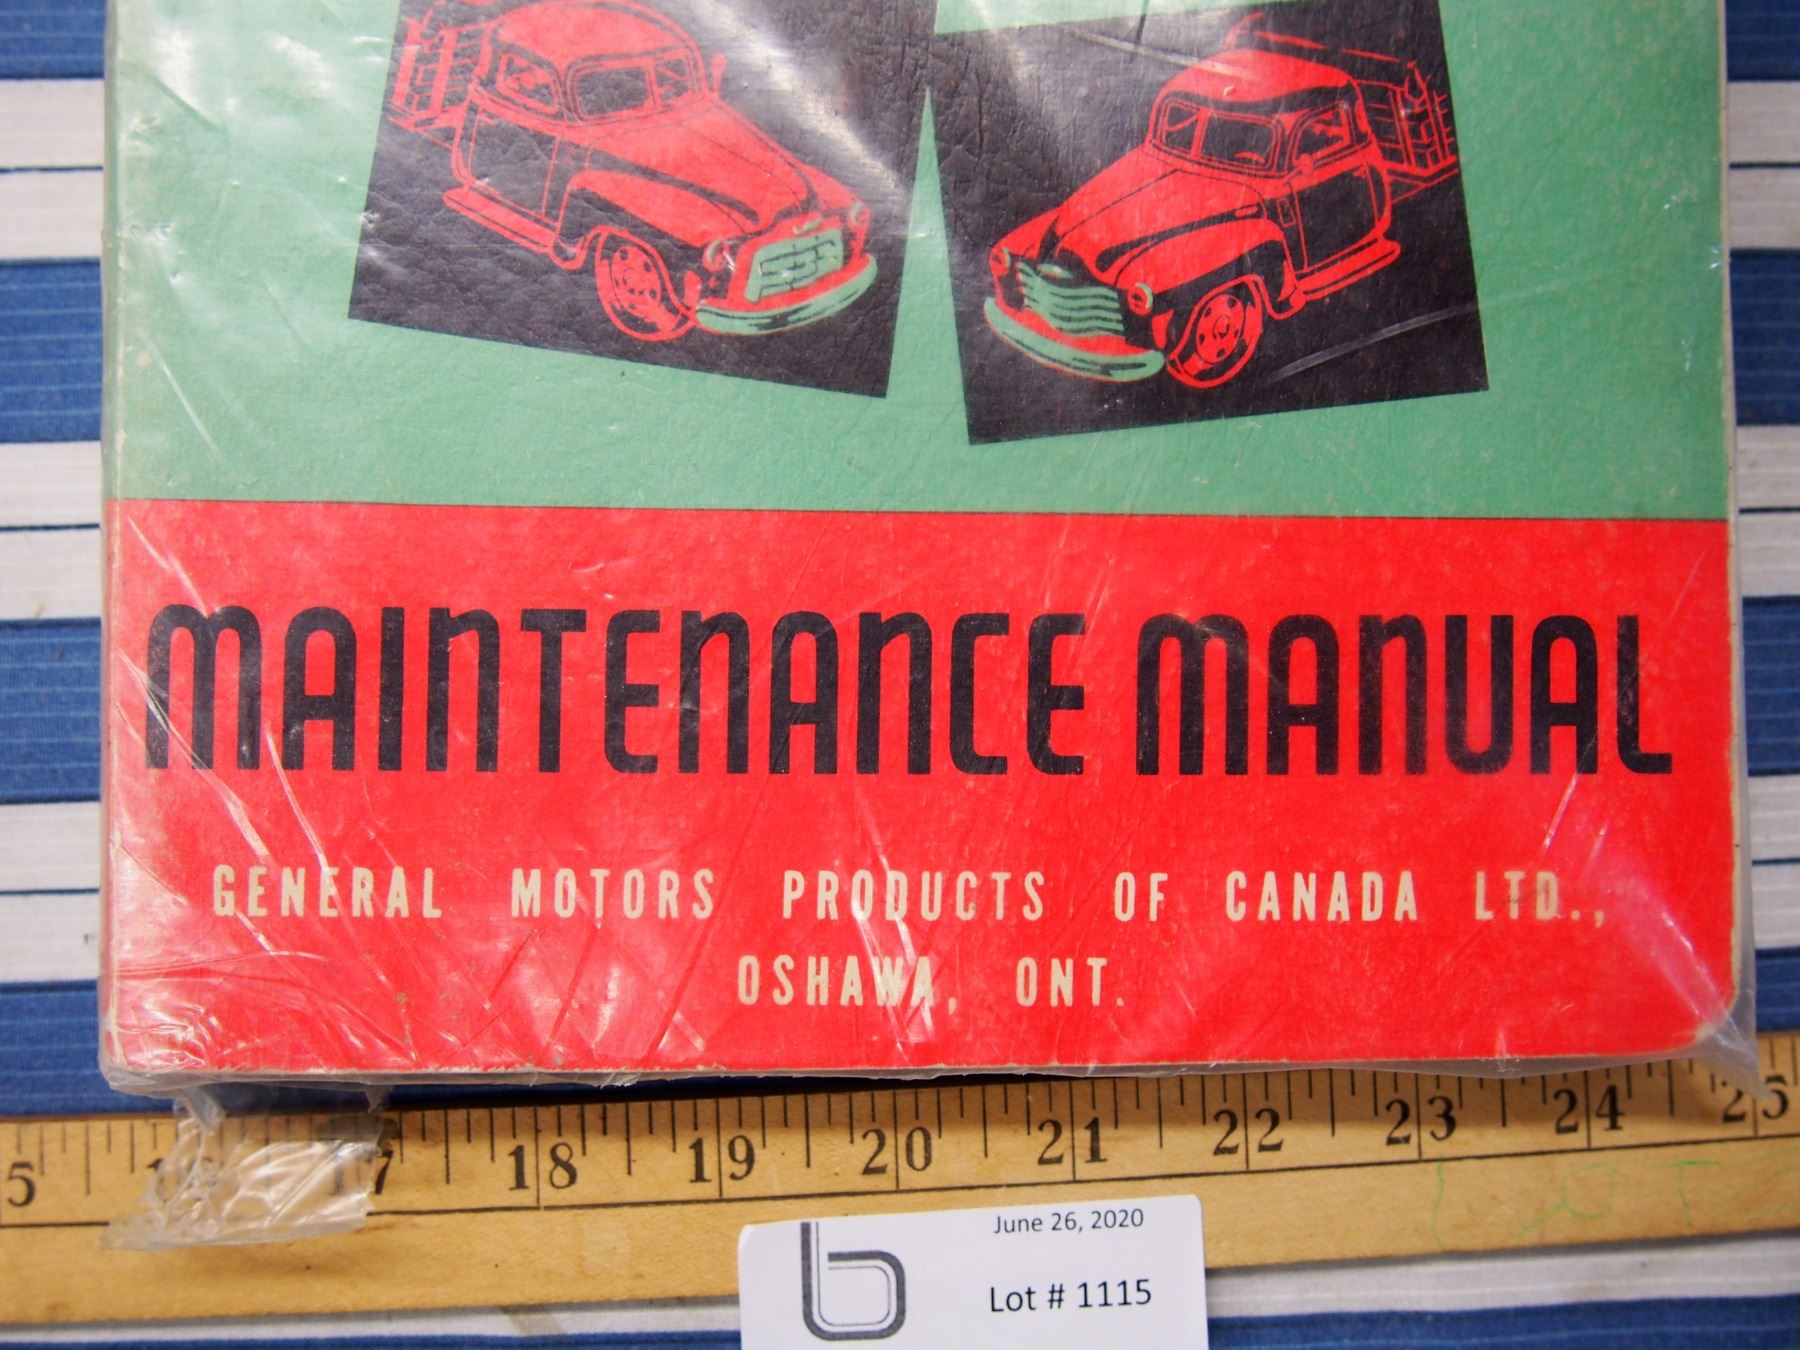 MAINTENANCE MANUAL
GENERAL MOTORS PRODUCTS OF CANADA LTD.,
OSHAWA, ONT.
5 16 17 18 19 20 21 22 23 24 25
June 26, 2020
b
Lot # 1115